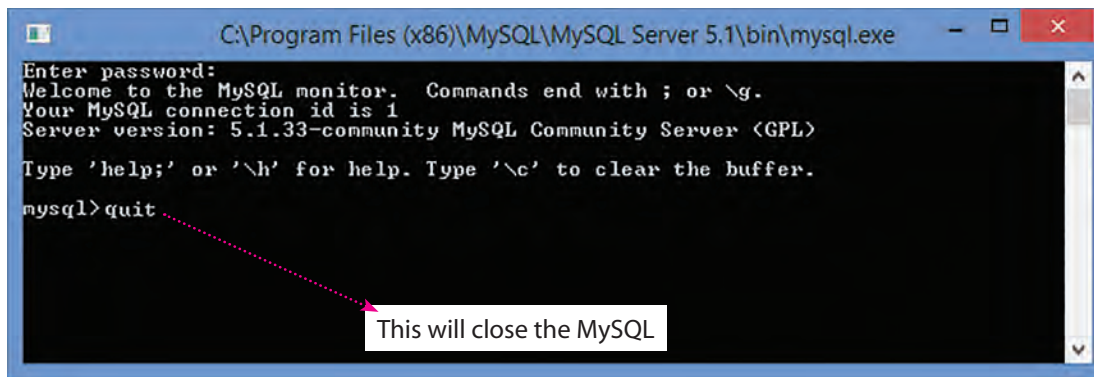 C:\Program Files (x86)\MySQL\MySQL Server 5.1\bin\mysql.exe
Enter password:
Welcome to the MySQL monitor.  Commands end with ; or \g.
Your MySQL connection id is 1
Server version: 5.1.33-community MySQL Community Server (GPL)
Type 'help;' or '\h' for help. Type '\c' to clear the buffer.
mysql>quit
This will close the MySQL